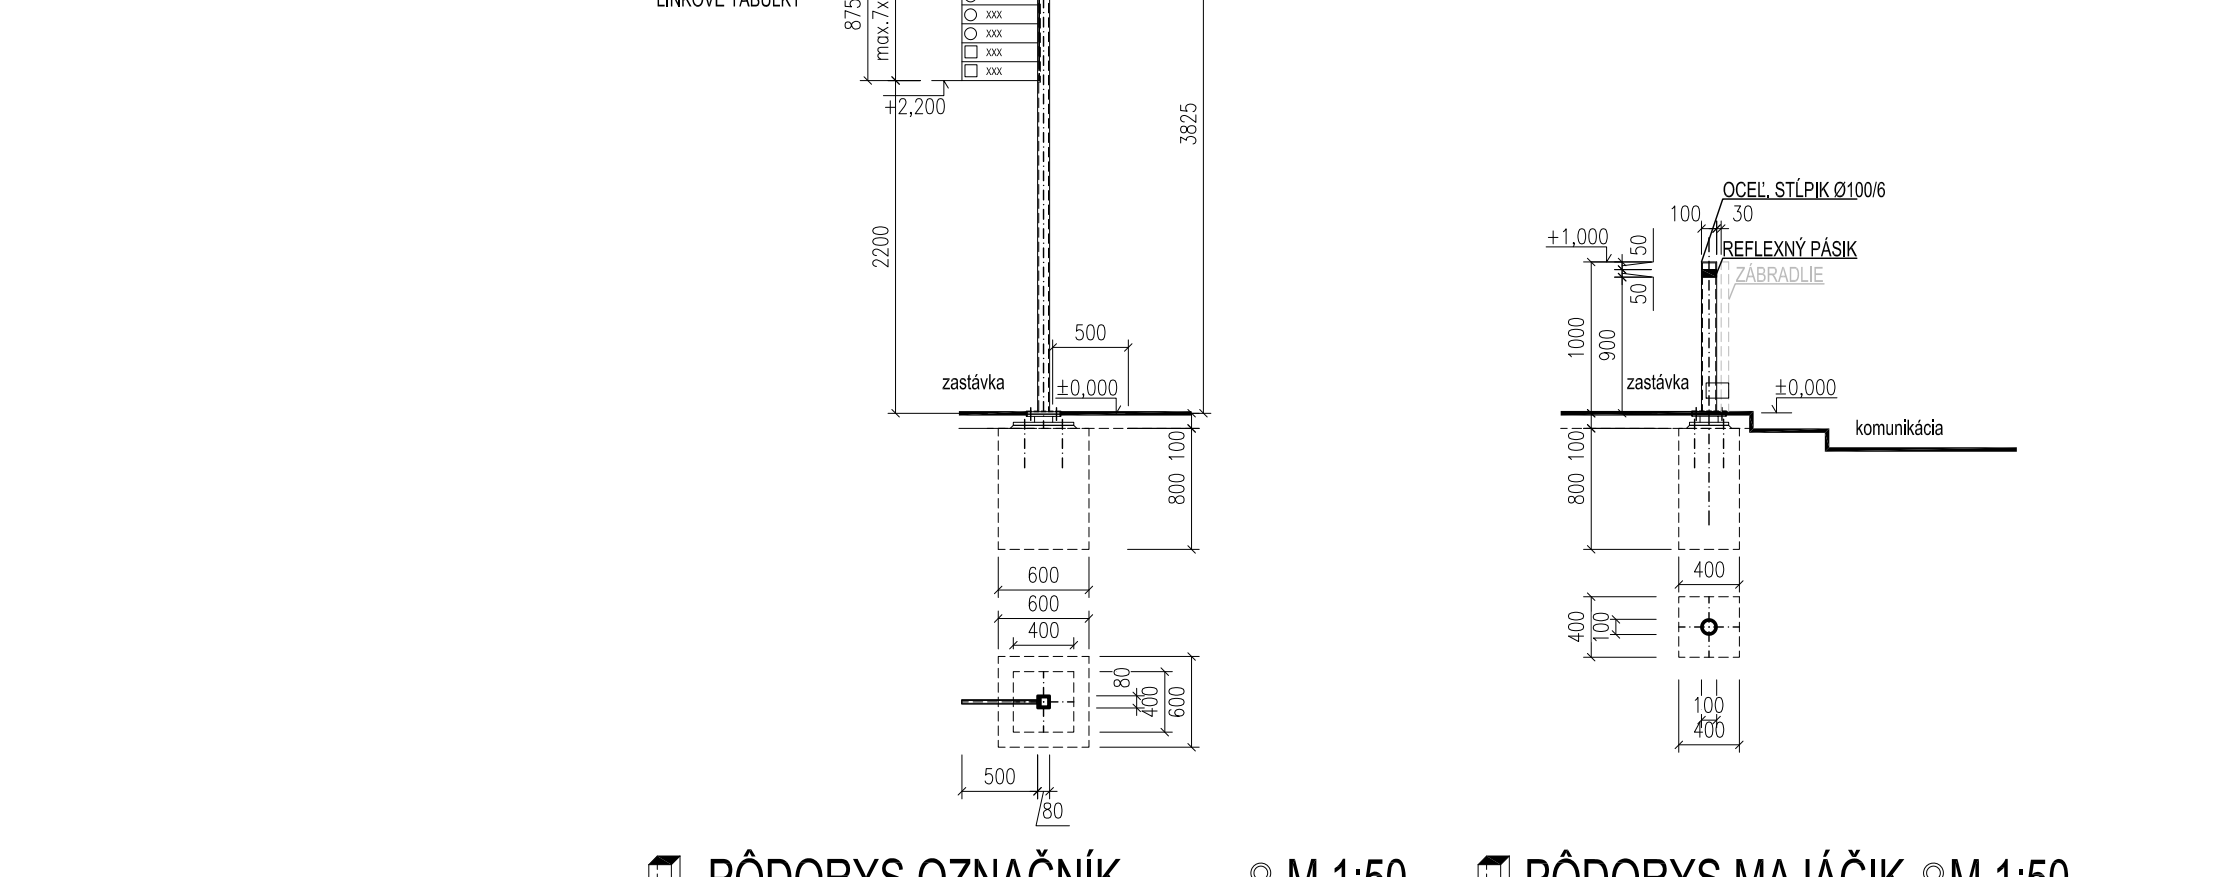 LINKOVÉ TABUĽKY
875
max.7x
xxx
xxx
xxx
xxx
+2,200
2200
3825
500
zastávka
±0,000
100
800
600
600
400
80
400
600
500
80
OCEĽ. STĹPIK Ø100/6
100 30
±1,000
50
REFLEXNÝ PÁSIK
ZÁBRADLIE
50
1000
900
zastávka
±0,000
komunikácia
100
800
400
400
100
100
400
PÔDORYS OZNAČNÍK M 1:50
PÔDORYS MAJÁČIK M 1:50